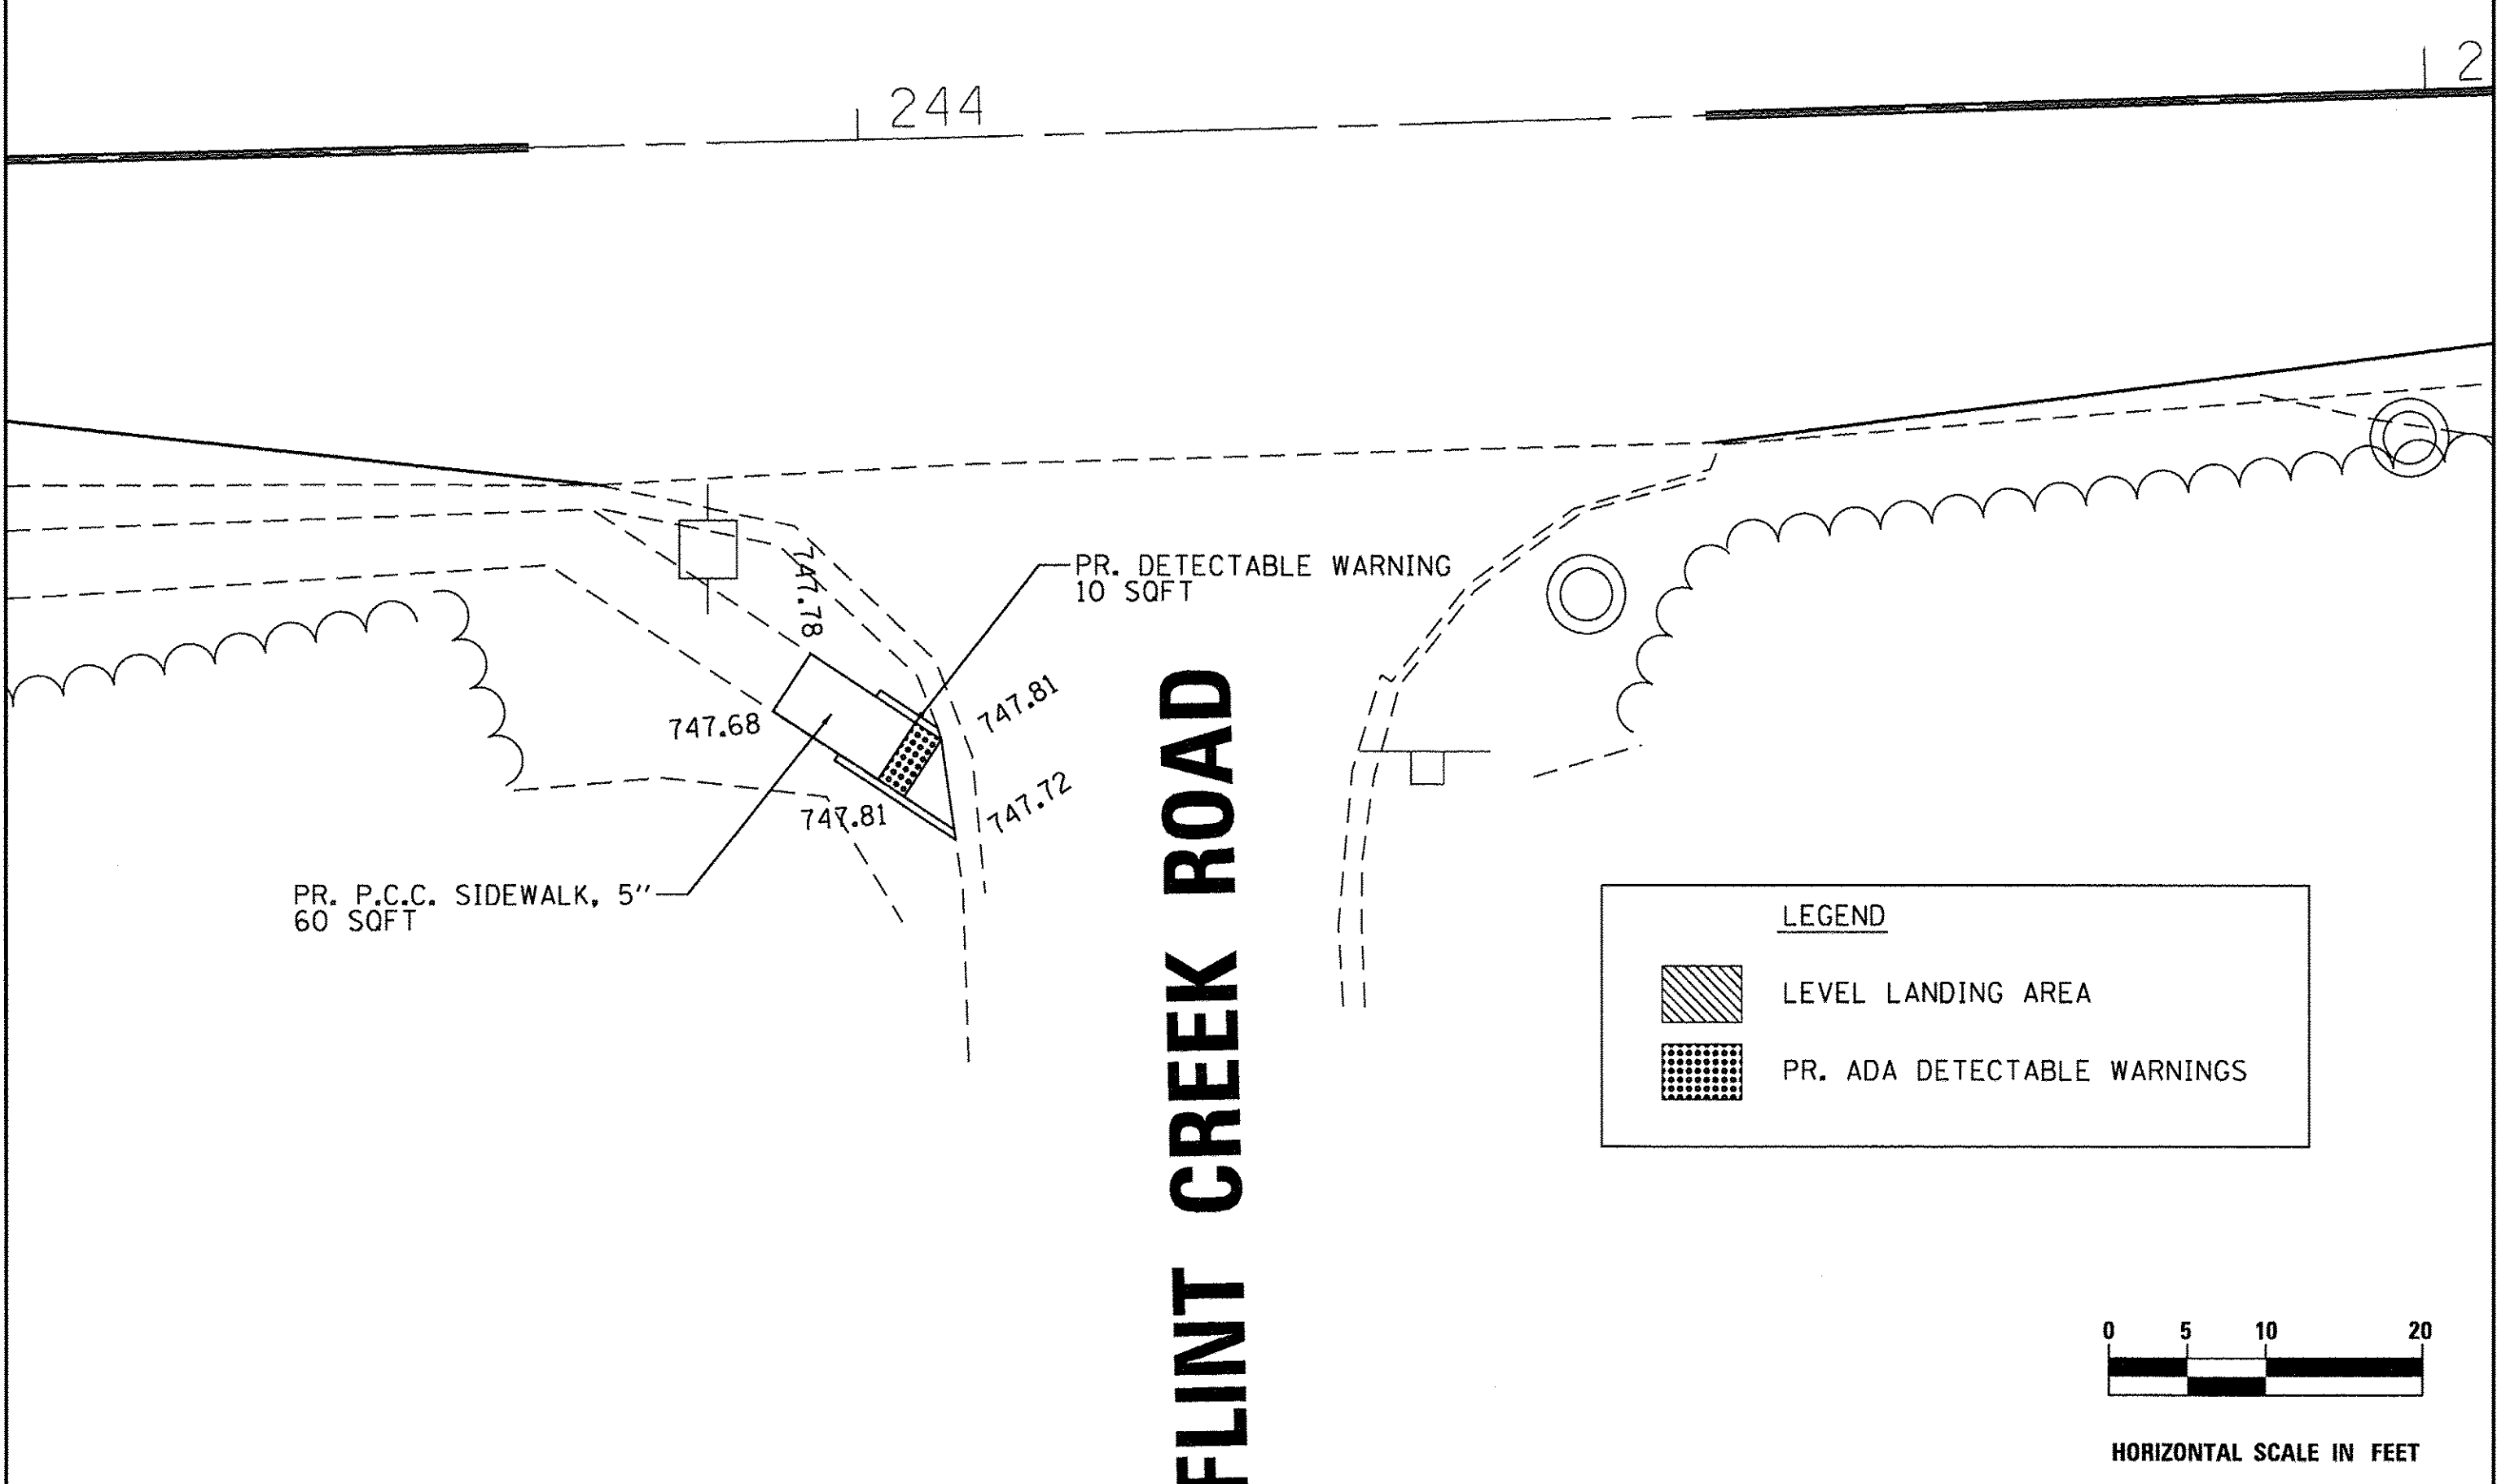 244
2
PR. DETECTABLE WARNING
10 SQFT
747.78
747.81
747.68
747.72
747.81
PR. P.C.C. SIDEWALK, 5"
60 SQFT
FLINT CREEK ROAD
LEGEND
LEVEL LANDING AREA
PR. ADA DETECTABLE WARNINGS
0 5 10 20
HORIZONTAL SCALE IN FEET